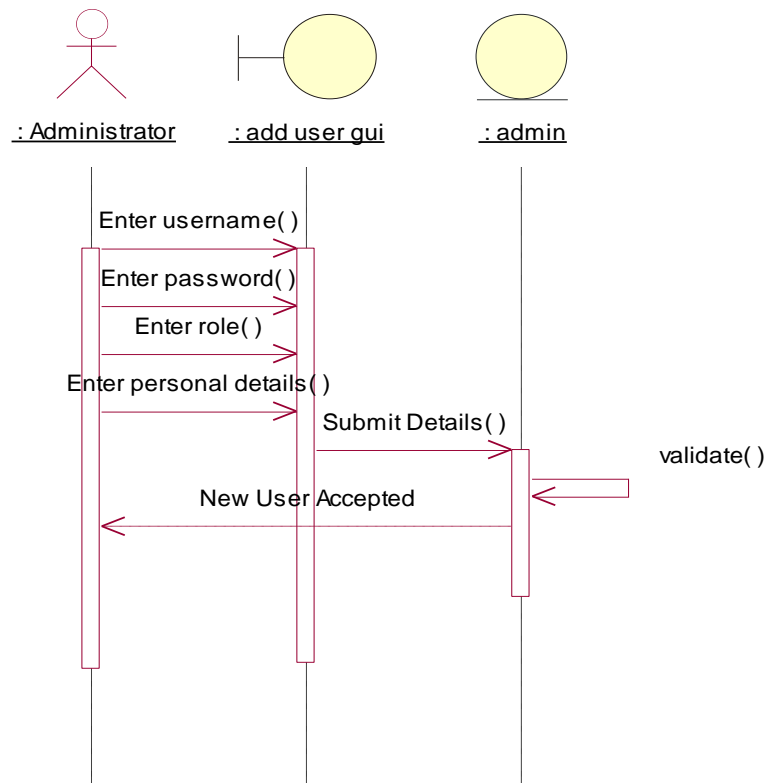 : Administrator
: add user gui
: admin
Enter username( )
Enter password( )
Enter role( )
Enter personal details( )
Submit Details( )
validate( )
New User Accepted